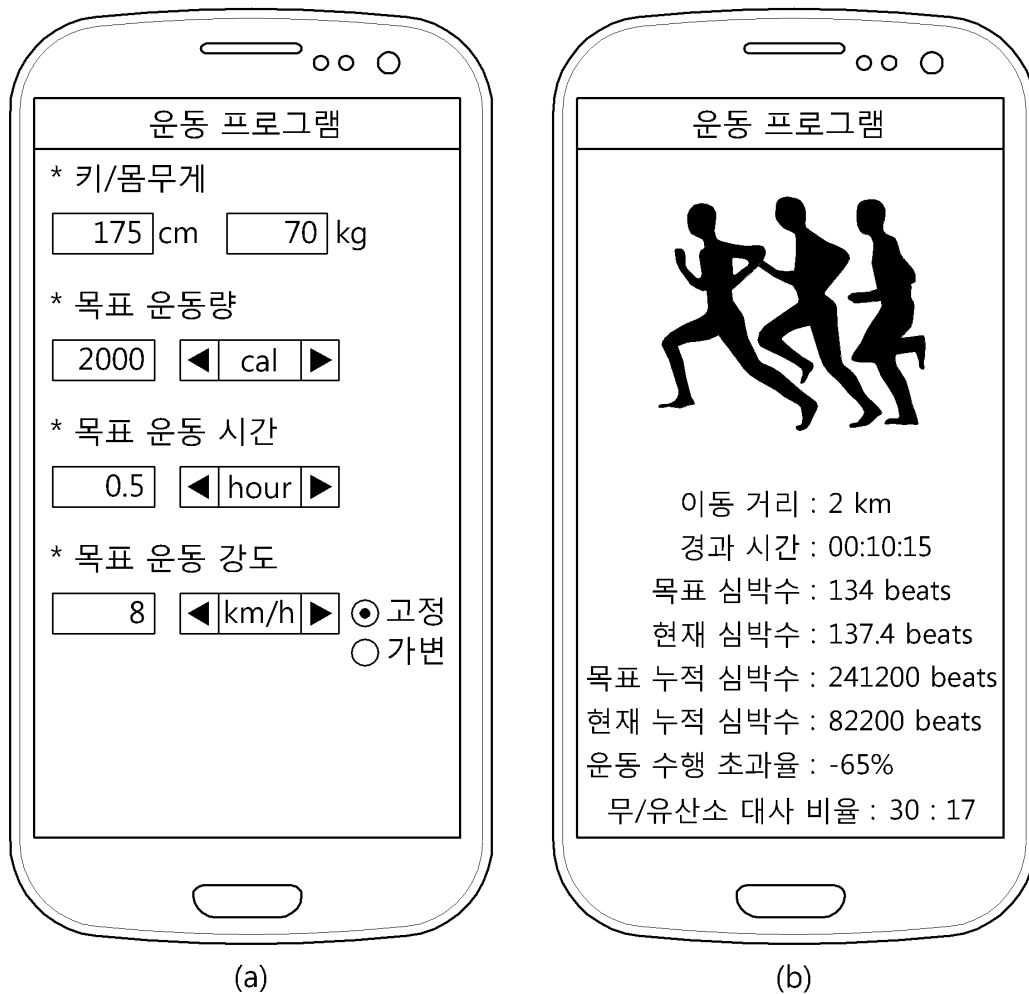 운동 프로그램
* 키/몸무게
175 cm 70 kg
* 목표 운동량
2000 ◀ cal ▶
* 목표 운동 시간
0.5 ◀ hour ▶
* 목표 운동 강도
8 ◀ km/h ▶ 고정
가변
(a)
운동 프로그램
이동 거리 : 2 km
경과 시간 : 00:10:15
목표 심박수 : 134 beats
현재 심박수 : 137.4 beats
목표 누적 심박수 : 241200 beats
현재 누적 심박수 : 82200 beats
운동 수행 초과율 : -65%
무/유산소 대사 비율 : 30 : 17
(b)